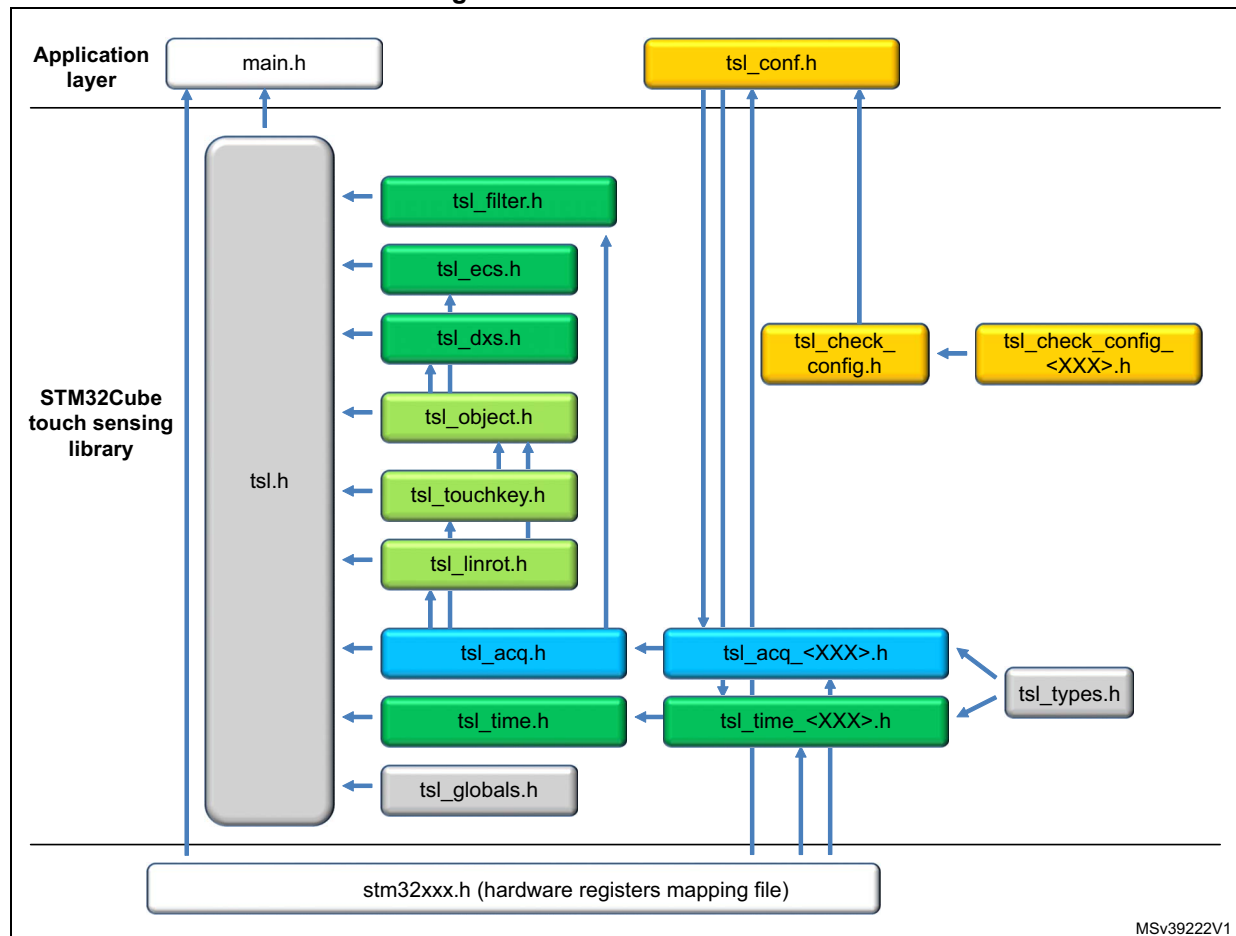 Application
layer
main.h
tsl_conf.h
tsl_filter.h
tsl_ecs.h
tsl_dxs.h
tsl_check_
config.h
tsl_check_config_
<XXX>.h
STM32Cube
touch sensing
library
tsl_object.h
tsl.h
tsl_touchkey.h
tsl_linrot.h
tsl_acq.h
tsl_acq_<XXX>.h
tsl_types.h
tsl_time.h
tsl_time_<XXX>.h
tsl_globals.h
stm32xxx.h (hardware registers mapping file)
MSv39222V1